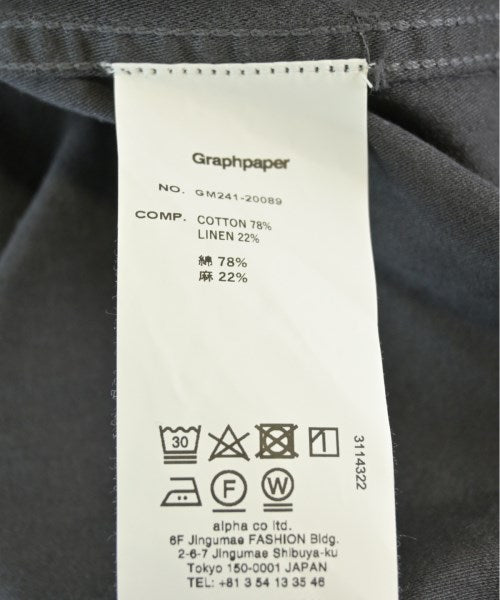 Graphpaper
NO. GM241-20089
COMP. COTTON 78%
LINEN 22%
綿 78%
麻 22%
30
3114322
F W
alpha co ltd.
6F Jingumae FASHION Bldg.
2-6-7 Jingumae Shibuya-ku
Tokyo 150-0001 JAPAN
TEL: +81 3 54 13 35 46